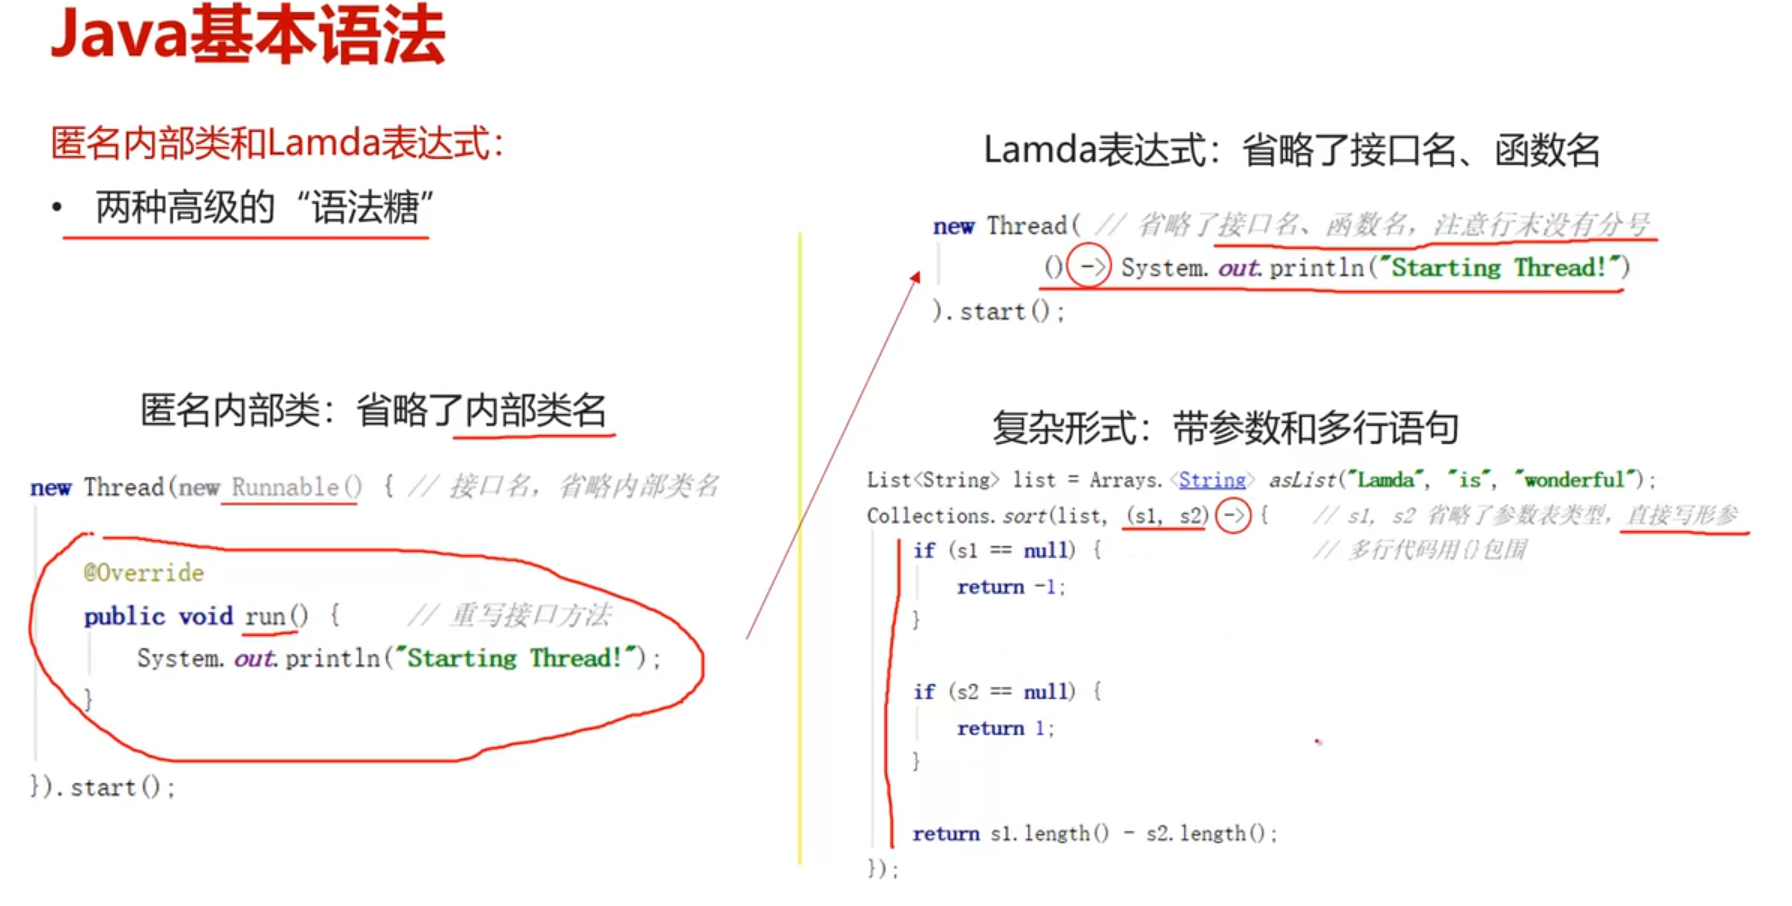 Java基本语法
匿名内部类和Lamda表达式：
• 两种高级的“语法糖”
匿名内部类：省略了内部类名
new Thread(new Runnable() { // 接口名，省略内部类名
@Override
public void run() { // 重写接口方法
System.out.println("Starting Thread!");
}
}).start();
Lamda表达式：省略了接口名、函数名
new Thread( // 省略了接口名、函数名，注意行末没有分号
() -> System.out.println("Starting Thread!")
).start();
复杂形式：带参数和多行语句
List<String> list = Arrays.<String> asList("Lamda", "is", "wonderful");
Collections.sort(list, (s1, s2) -> { // s1, s2 省略了参数表类型，直接写形参
if (s1 == null) { // 多行代码用{}包围
return -1;
}
if (s2 == null) {
return 1;
}
return s1.length() - s2.length();
});